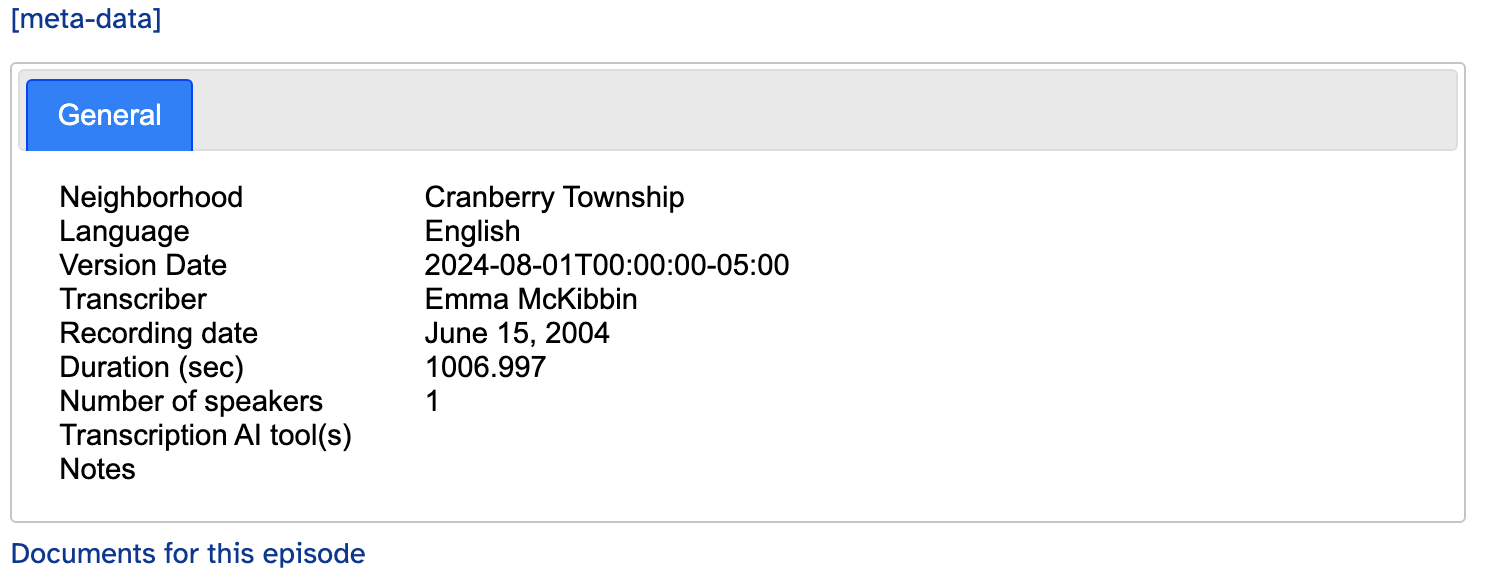 [meta-data]
General
Neighborhood Cranberry Township
Language English
Version Date 2024-08-01T00:00:00-05:00
Transcriber Emma McKibbin
Recording date June 15, 2004
Duration (sec) 1006.997
Number of speakers 1
Transcription AI tool(s)
Notes
Documents for this episode